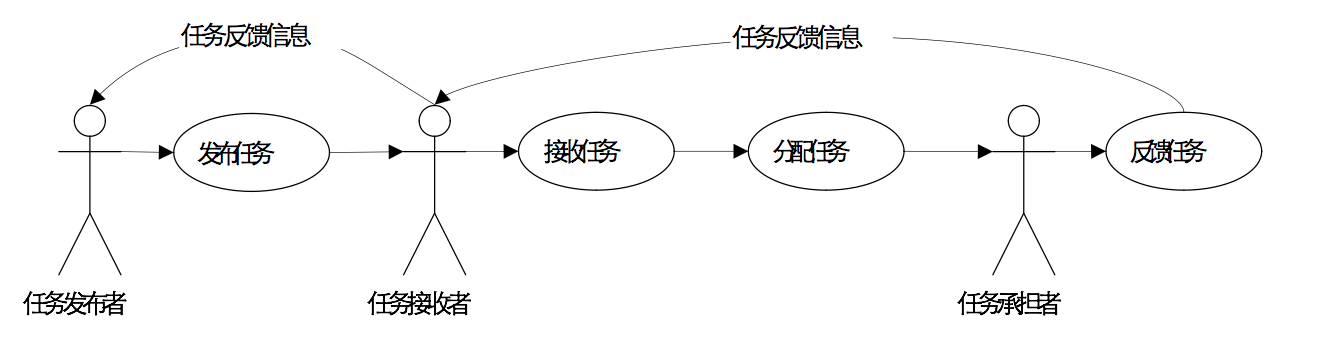 任务反馈信息
任务反馈信息
发布任务
接收任务
分配任务
反馈任务
任务发布者
任务接收者
任务承担者